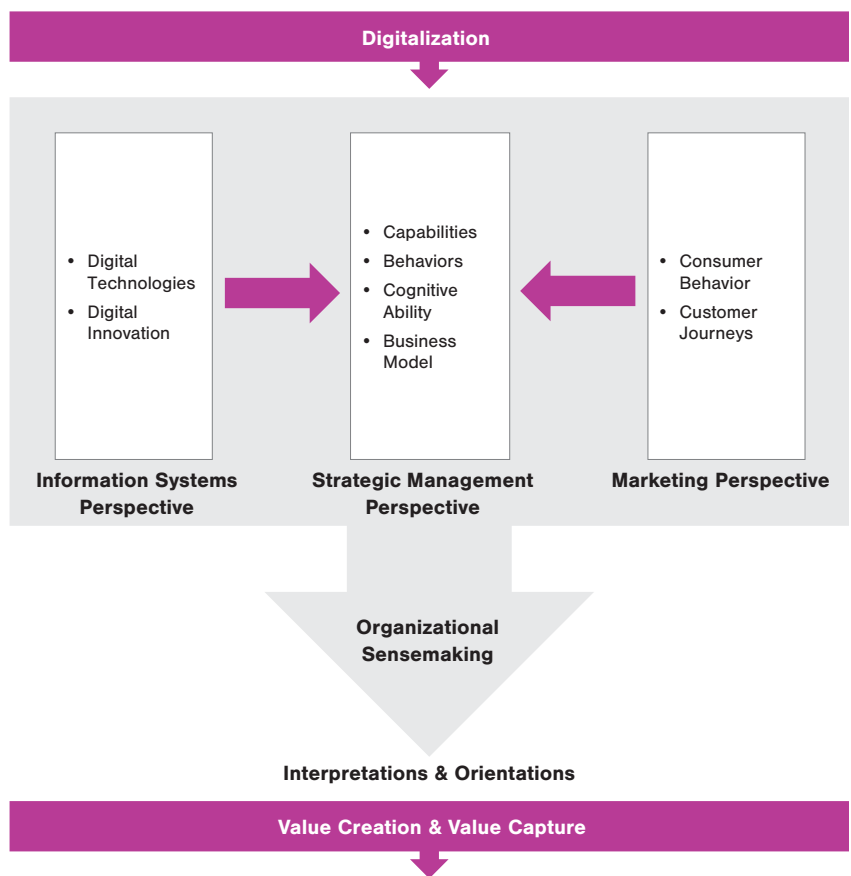 Digitalization
• Digital
Technologies
• Digital
Innovation
Information Systems
Perspective
• Capabilities
• Behaviors
• Cognitive
Ability
• Business
Model
Strategic Management
Perspective
• Consumer
Behavior
• Customer
Journeys
Marketing Perspective
Organizational
Sensemaking
Interpretations & Orientations
Value Creation & Value Capture